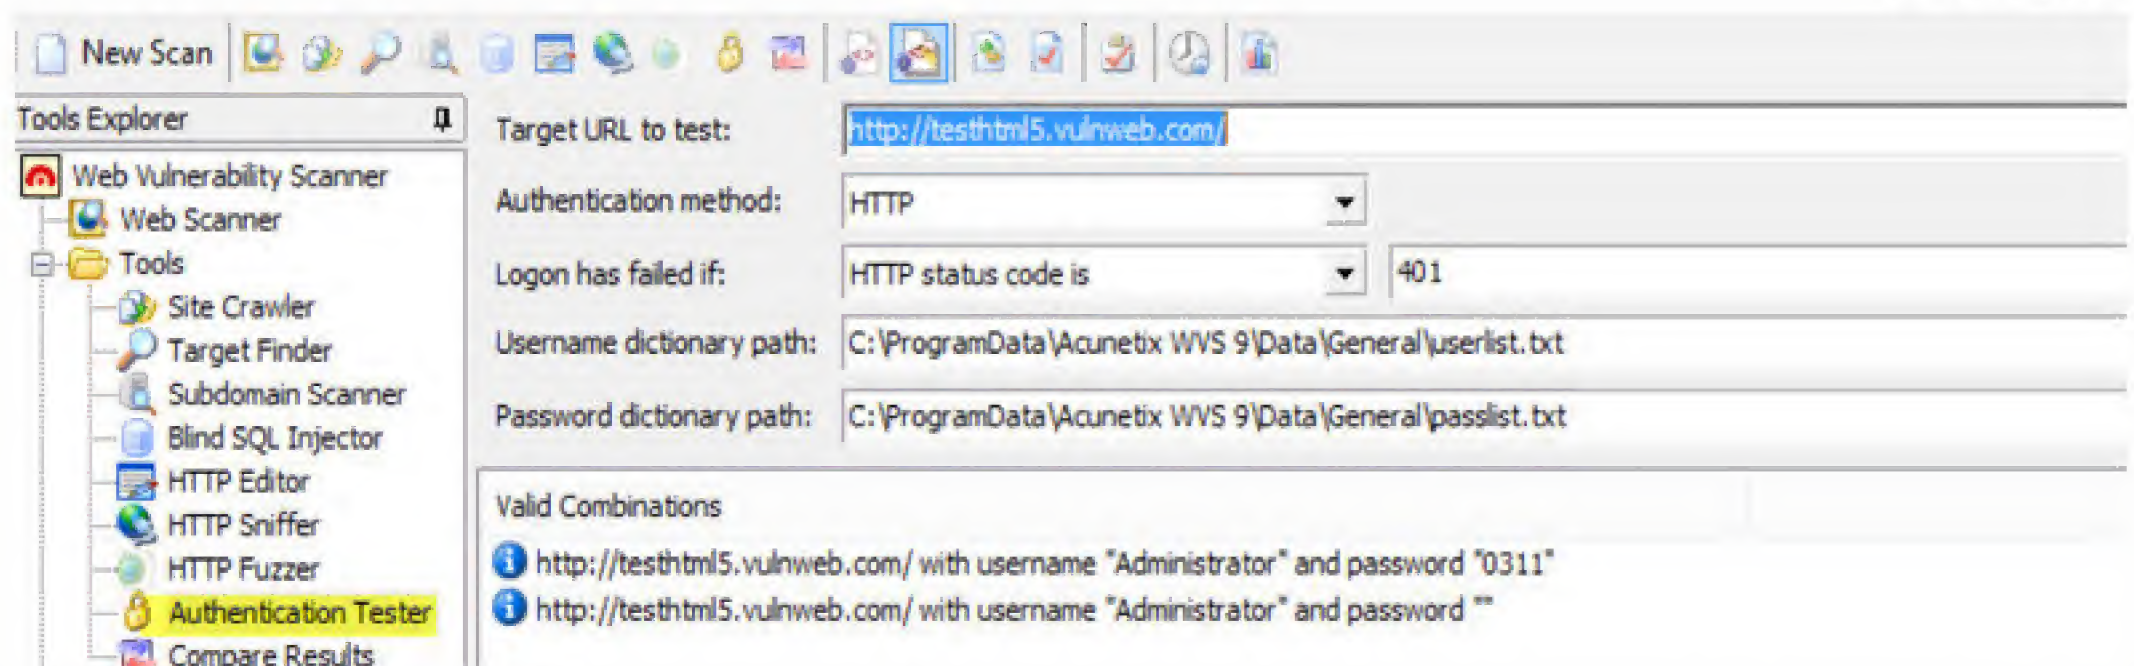 New Scan
Tools Explorer
Web Vulnerability Scanner
Web Scanner
Tools
Site Crawler
Target Finder
Subdomain Scanner
Blind SQL Injector
HTTP Editor
HTTP Sniffer
HTTP Fuzzer
Authentication Tester
Compare Results
Target URL to test: http://testhtml5.vulnweb.com/
Authentication method: HTTP
Logon has failed if: HTTP status code is 401
Username dictionary path: C:\ProgramData\Acunetix WVS 9\Data\General\userlist.txt
Password dictionary path: C:\ProgramData\Acunetix WVS 9\Data\General\passlist.txt
Valid Combinations
http://testhtml5.vulnweb.com/ with username "Administrator" and password "0311"
http://testhtml5.vulnweb.com/ with username "Administrator" and password ""